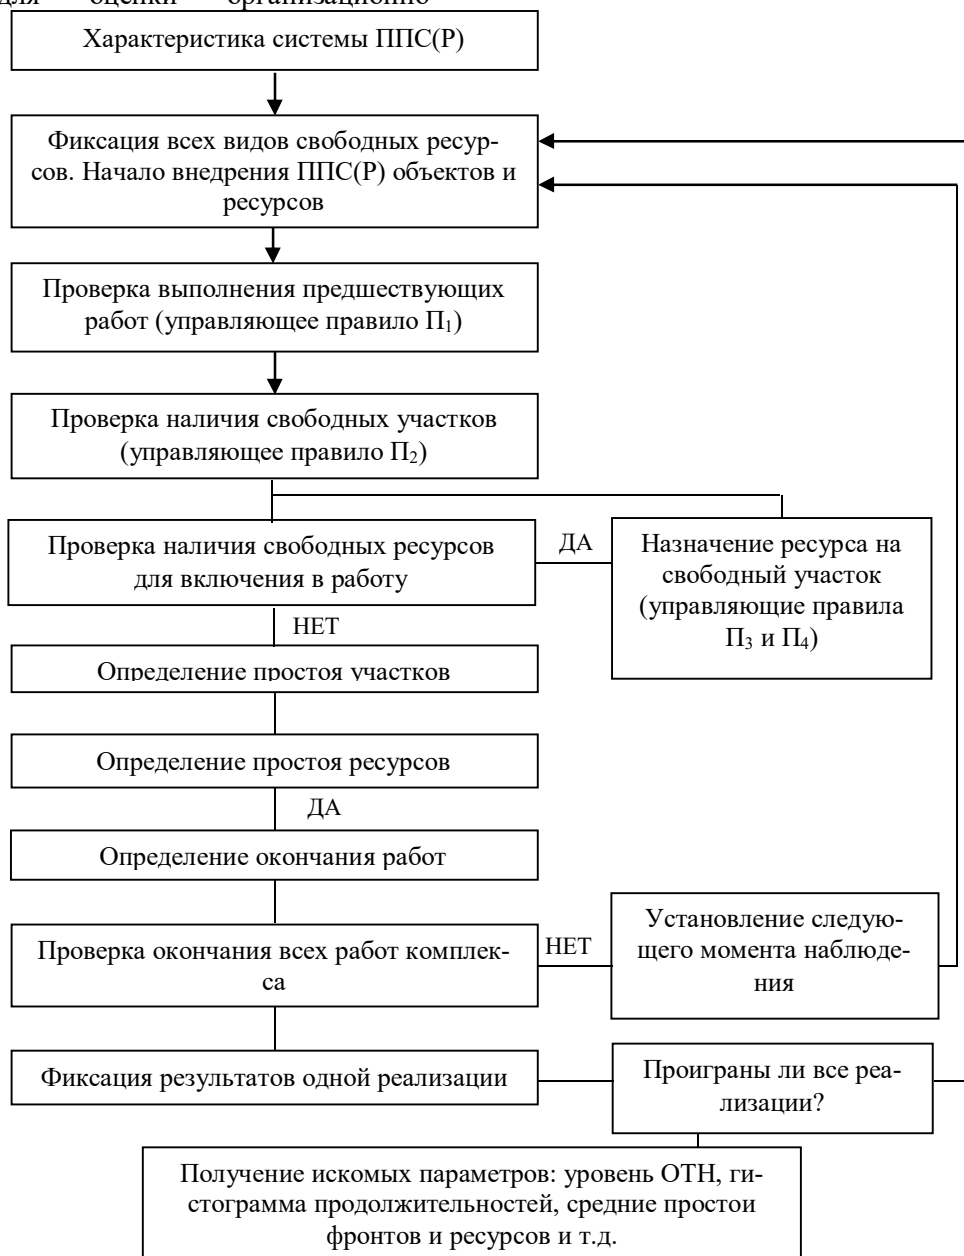 для оценки организационно
Характеристика системы ППС(Р)
Фиксация всех видов свободных ресур-
сов. Начало внедрения ППС(Р) объектов и
ресурсов
Проверка выполнения предшествующих
работ (управляющее правило П₁)
Проверка наличия свободных участков
(управляющее правило П₂)
Проверка наличия свободных ресурсов
для включения в работу
ДА
Назначение ресурса на
свободный участок
(управляющие правила
П₃ и П₄)
НЕТ
Определение простоя участков
Определение простоя ресурсов
ДА
Определение окончания работ
Проверка окончания всех работ комплек-
са
НЕТ
Установление следую-
щего момента наблюде-
ния
Фиксация результатов одной реализации
Проиграны ли все реа-
лизации?
Получение искомых параметров: уровень ОТН, ги-
стограмма продолжительностей, средние простои
фронтов и ресурсов и т.д.